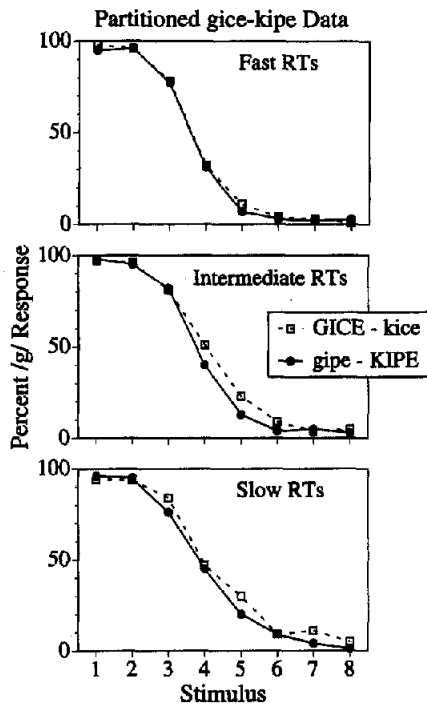 Partitioned gice-kipe Data
Fast RTs
100
50
0
Intermediate RTs
100
50
0
GICE - kice
gipe - KIPE
Percent /g/ Response
Slow RTs
100
50
0
1 2 3 4 5 6 7 8
Stimulus